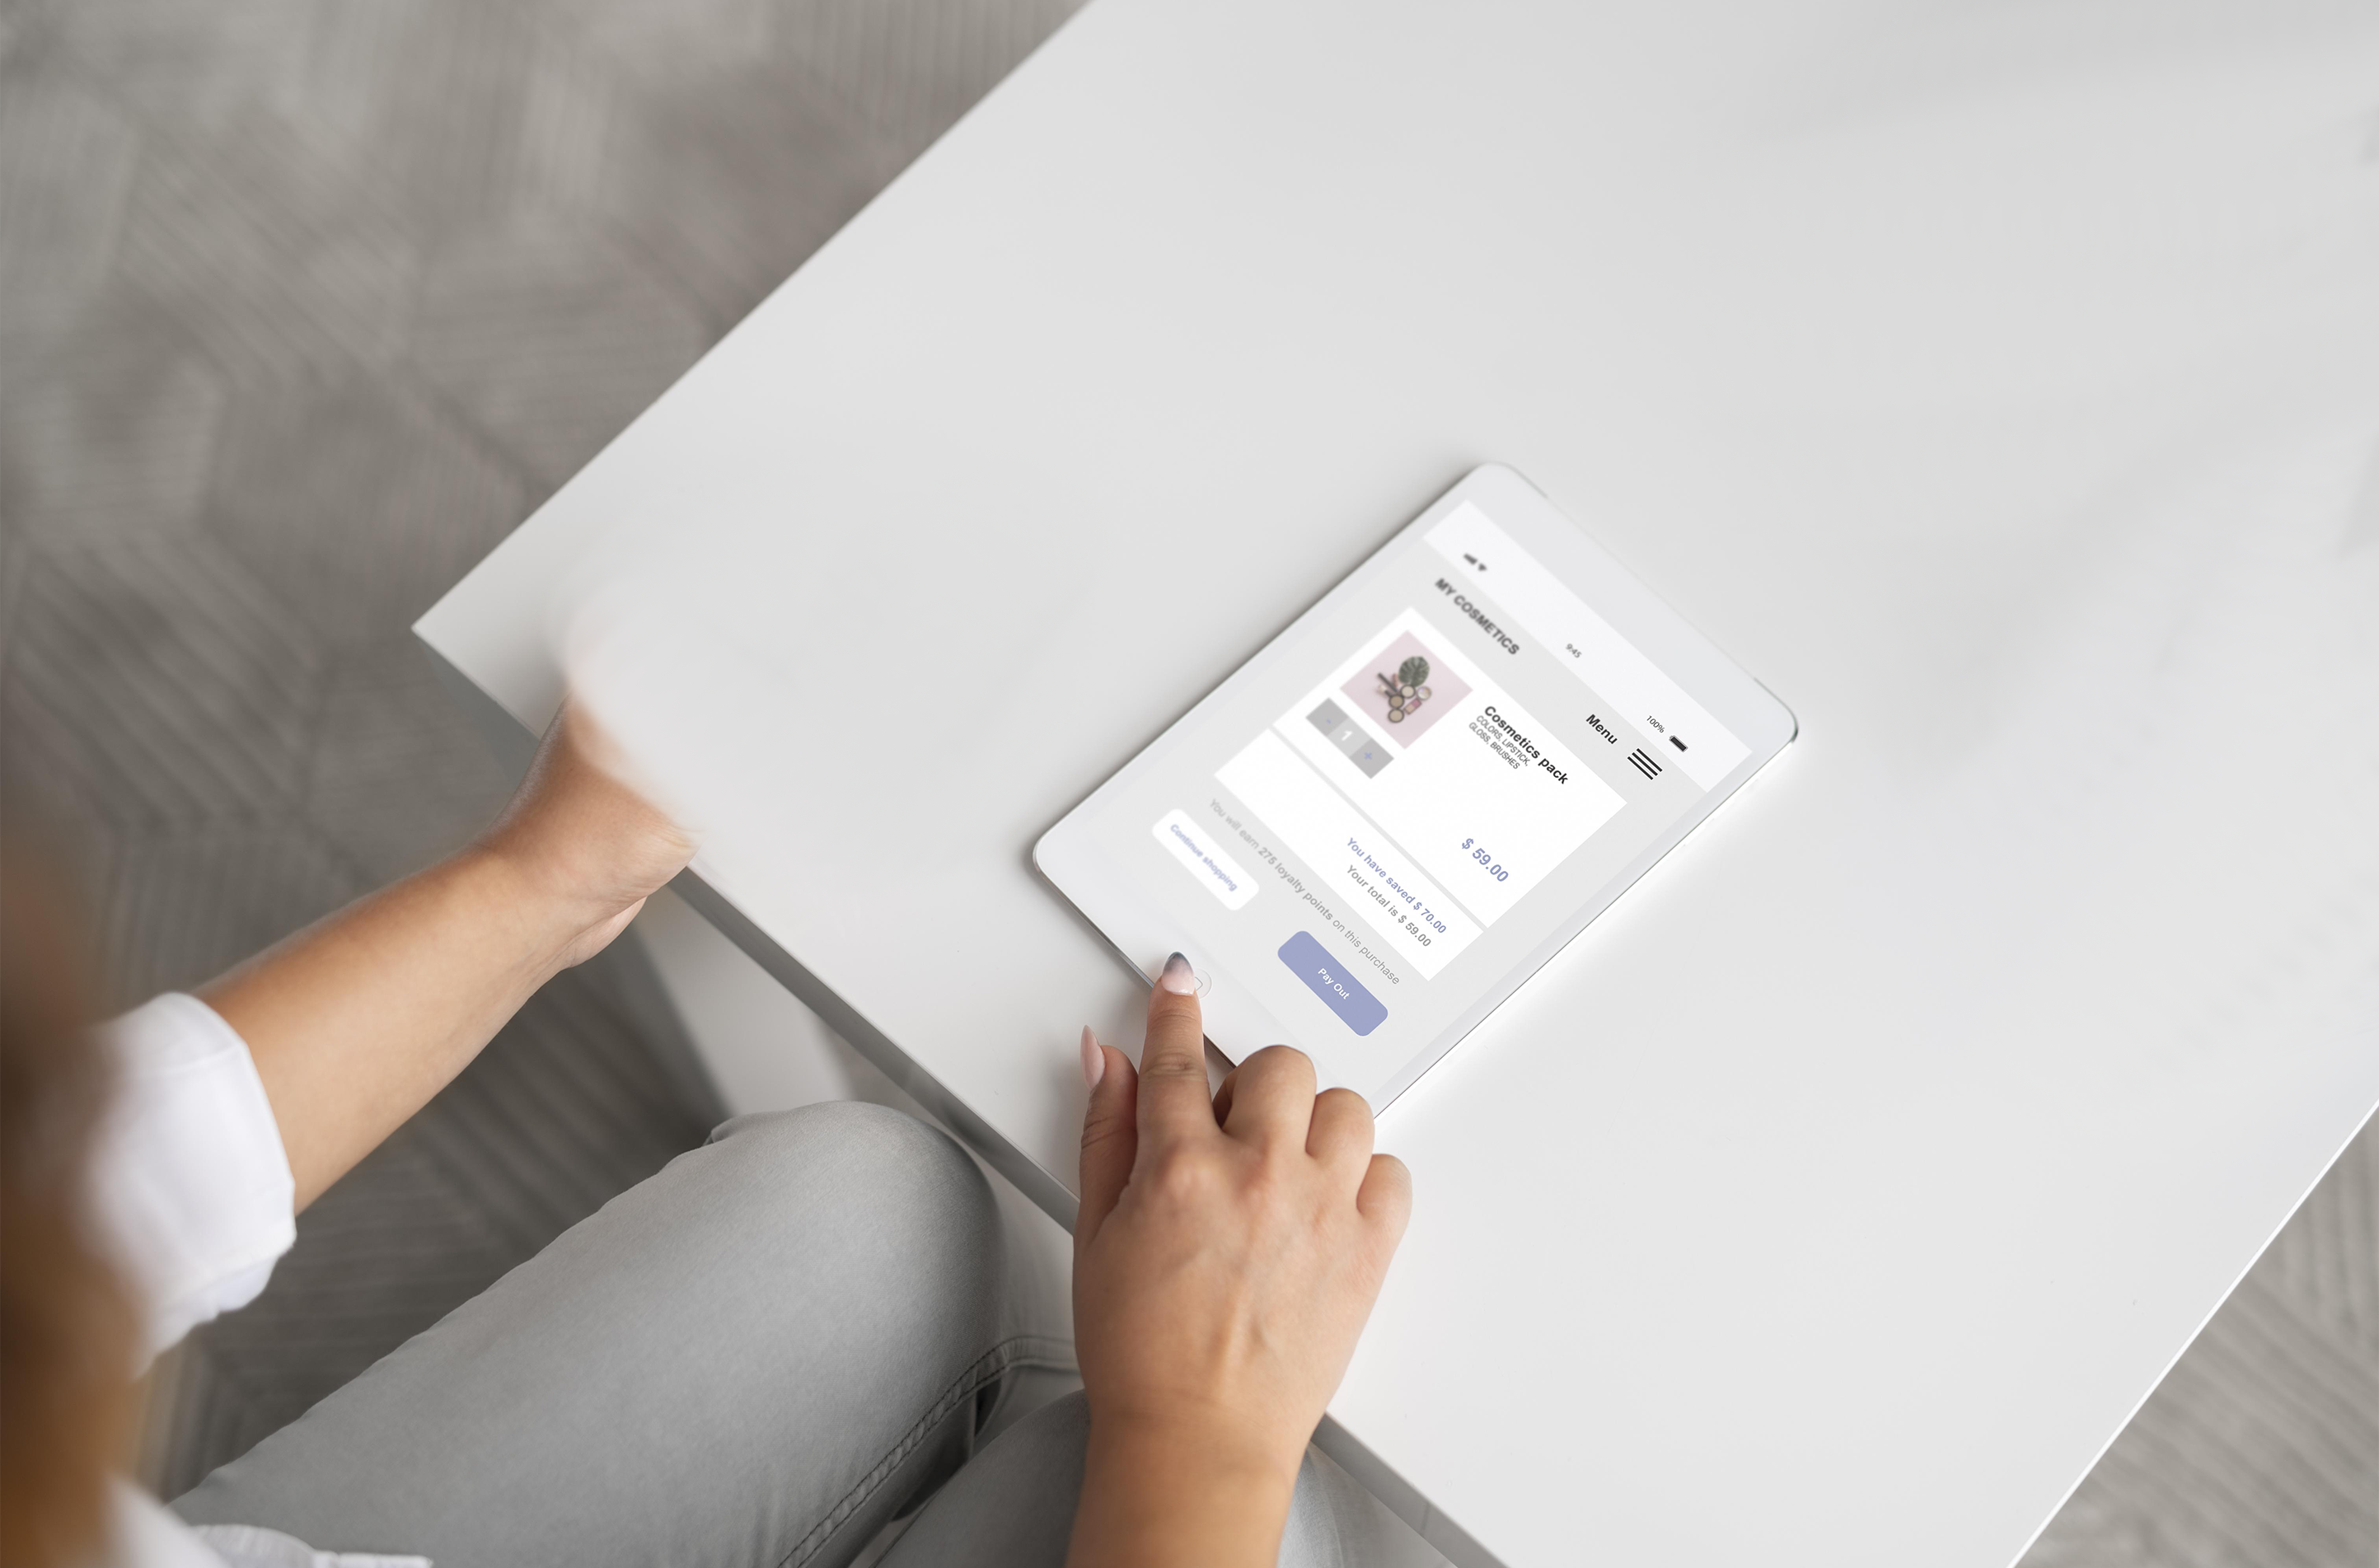 9:45
100%
MY COSMETICS
Menu
Cosmetics pack
COLORS, LIPSTICK,
GLOSS, BRUSHES
- 1 +
$ 59.00
You have saved $ 70.00
Your total is $ 59.00
You will earn 275 loyalty points on this purchase
Continue shopping
Pay Out